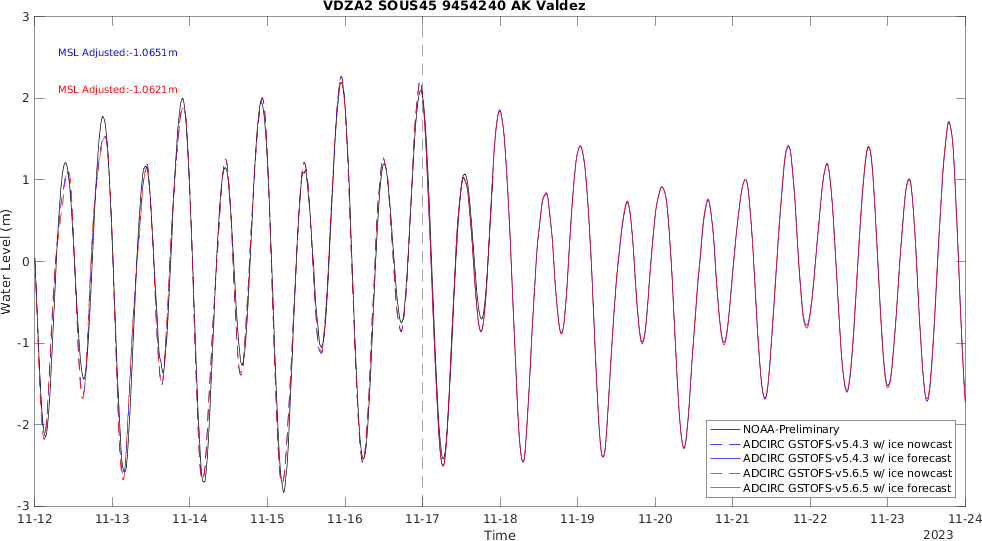 VDZA2 SOUS45 9454240 AK Valdez
3
2
1
0
-1
-2
-3
Water Level (m)
MSL Adjusted:-1.0651m
MSL Adjusted:-1.0621m
NOAA-Preliminary
ADCIRC GSTOFS-v5.4.3 w/ ice nowcast
ADCIRC GSTOFS-v5.4.3 w/ ice forecast
ADCIRC GSTOFS-v5.6.5 w/ ice nowcast
ADCIRC GSTOFS-v5.6.5 w/ ice forecast
11-12 11-13 11-14 11-15 11-16 11-17 11-18 11-19 11-20 11-21 11-22 11-23 11-24
Time
2023